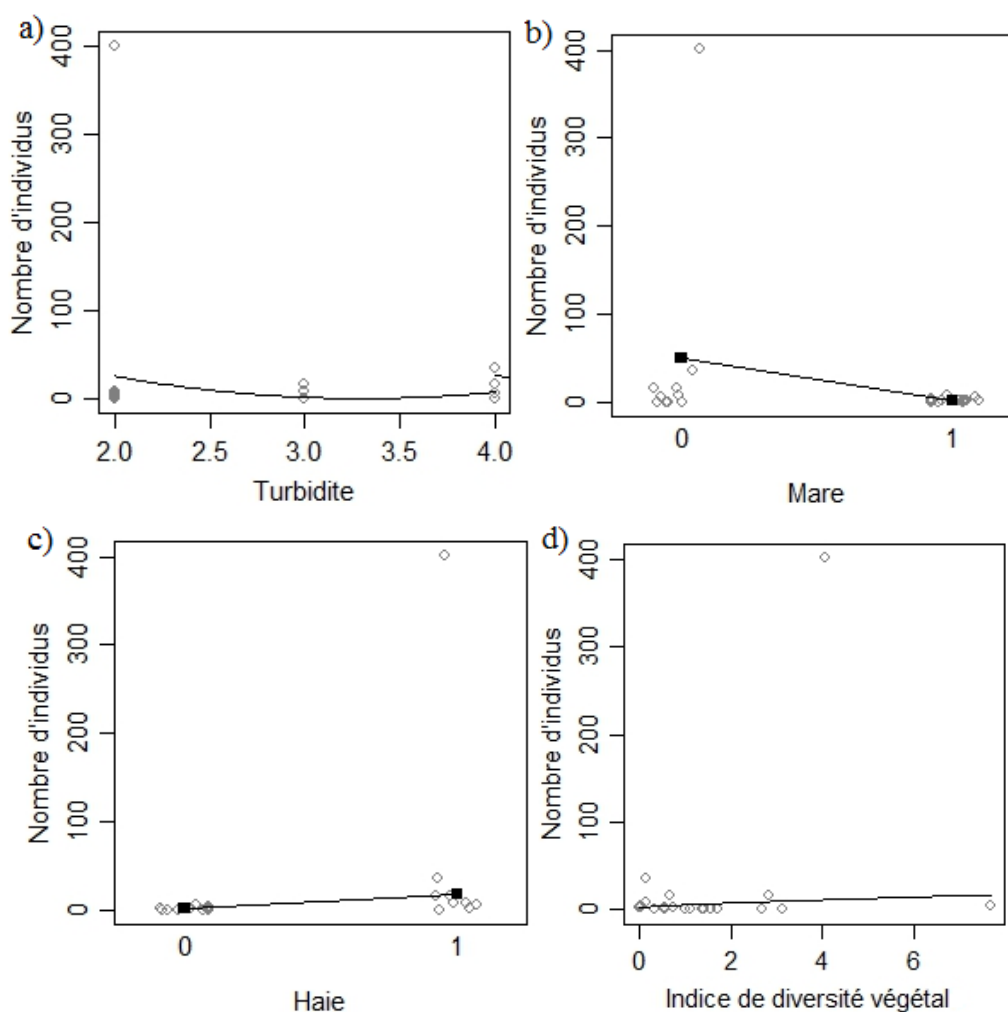 a)
Nombre d'individus
400
300
200
100
0
2.0 2.5 3.0 3.5 4.0
Turbidite
b)
Nombre d'individus
400
300
200
100
0
0 1
Mare
c)
Nombre d'individus
400
300
200
100
0
0 1
Haie
d)
Nombre d'individus
400
300
200
100
0
0 2 4 6
Indice de diversité végétal